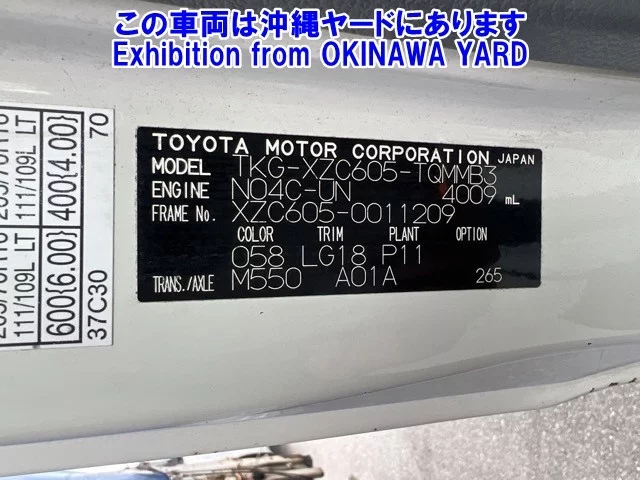 この車両は沖縄ヤードにあります
Exhibition from OKINAWA YARD
TOYOTA MOTOR CORPORATION JAPAN
MODEL TKG-XZC605-TQMMB3
ENGINE N04C-UN 4009 mL
FRAME No. XZC605-0011209
COLOR TRIM PLANT OPTION
058 LG18 P11
TRANS./AXLE M550 A01A 265
111/109L LT
400(4.00)
70
111/109L LT
600(6.00)
37C30